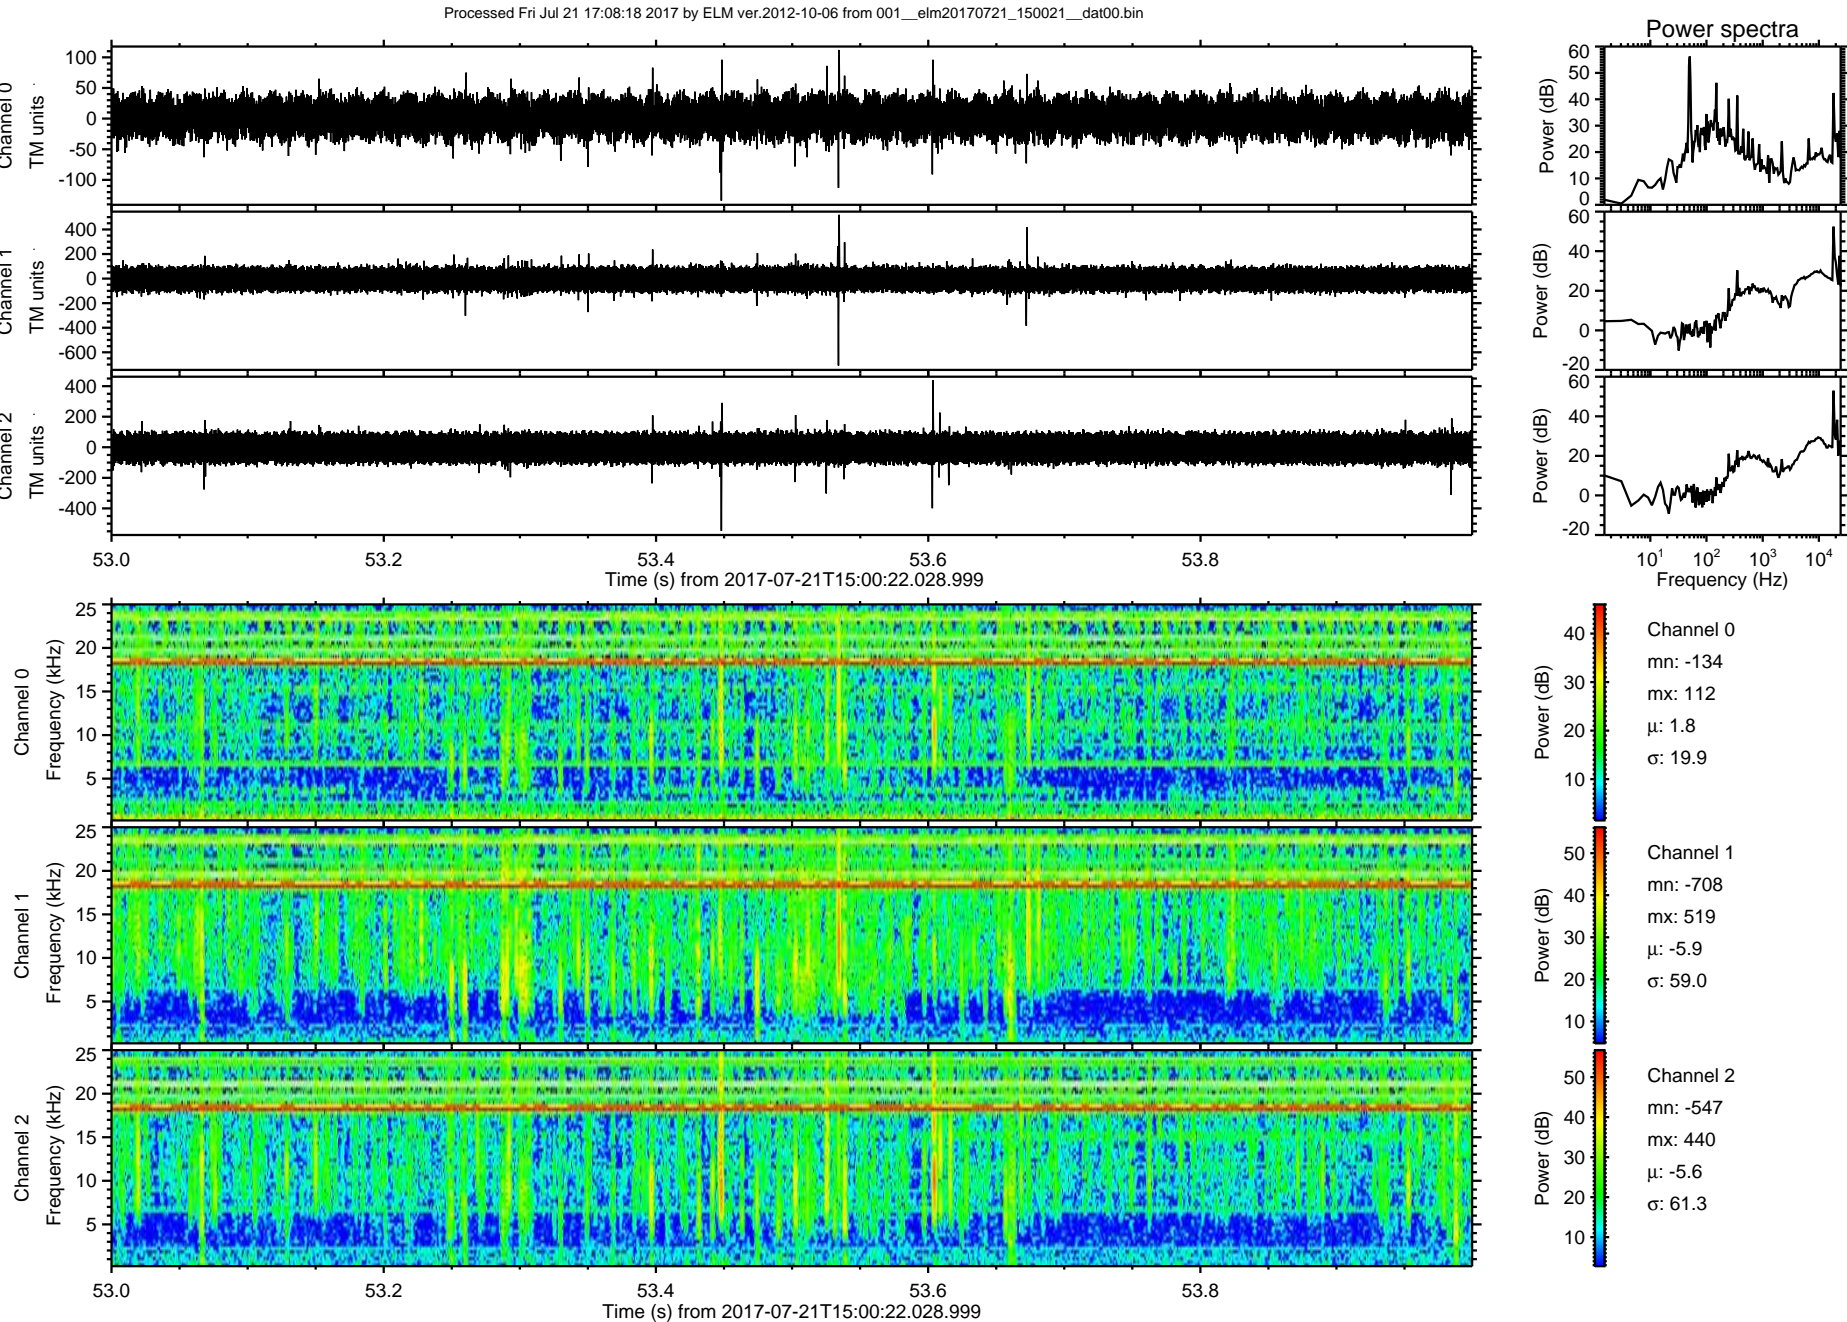 Processed Fri Jul 21 17:08:18 2017 by ELM ver.2012-10-06 from 001__elm20170721_150021__dat00.bin
Power spectra
Channel 0
TM units
100
50
0
-50
-100
Power (dB)
60
50
40
30
20
10
0
Channel 1
TM units
400
200
0
-200
-400
-600
Power (dB)
60
40
20
0
-20
Channel 2
TM units
400
200
0
-200
-400
Power (dB)
60
40
20
0
-20
53.0 53.2 53.4 53.6 53.8
Time (s) from 2017-07-21T15:00:22.028.999
10^1 10^2 10^3 10^4
Frequency (Hz)
Channel 0
Frequency (kHz)
25
20
15
10
5
Power (dB)
40
30
20
10
Channel 0
mn: -134
mx: 112
μ: 1.8
σ: 19.9
Channel 1
Frequency (kHz)
25
20
15
10
5
Power (dB)
50
40
30
20
10
Channel 1
mn: -708
mx: 519
μ: -5.9
σ: 59.0
Channel 2
Frequency (kHz)
25
20
15
10
5
Power (dB)
50
40
30
20
10
Channel 2
mn: -547
mx: 440
μ: -5.6
σ: 61.3
53.0 53.2 53.4 53.6 53.8
Time (s) from 2017-07-21T15:00:22.028.999